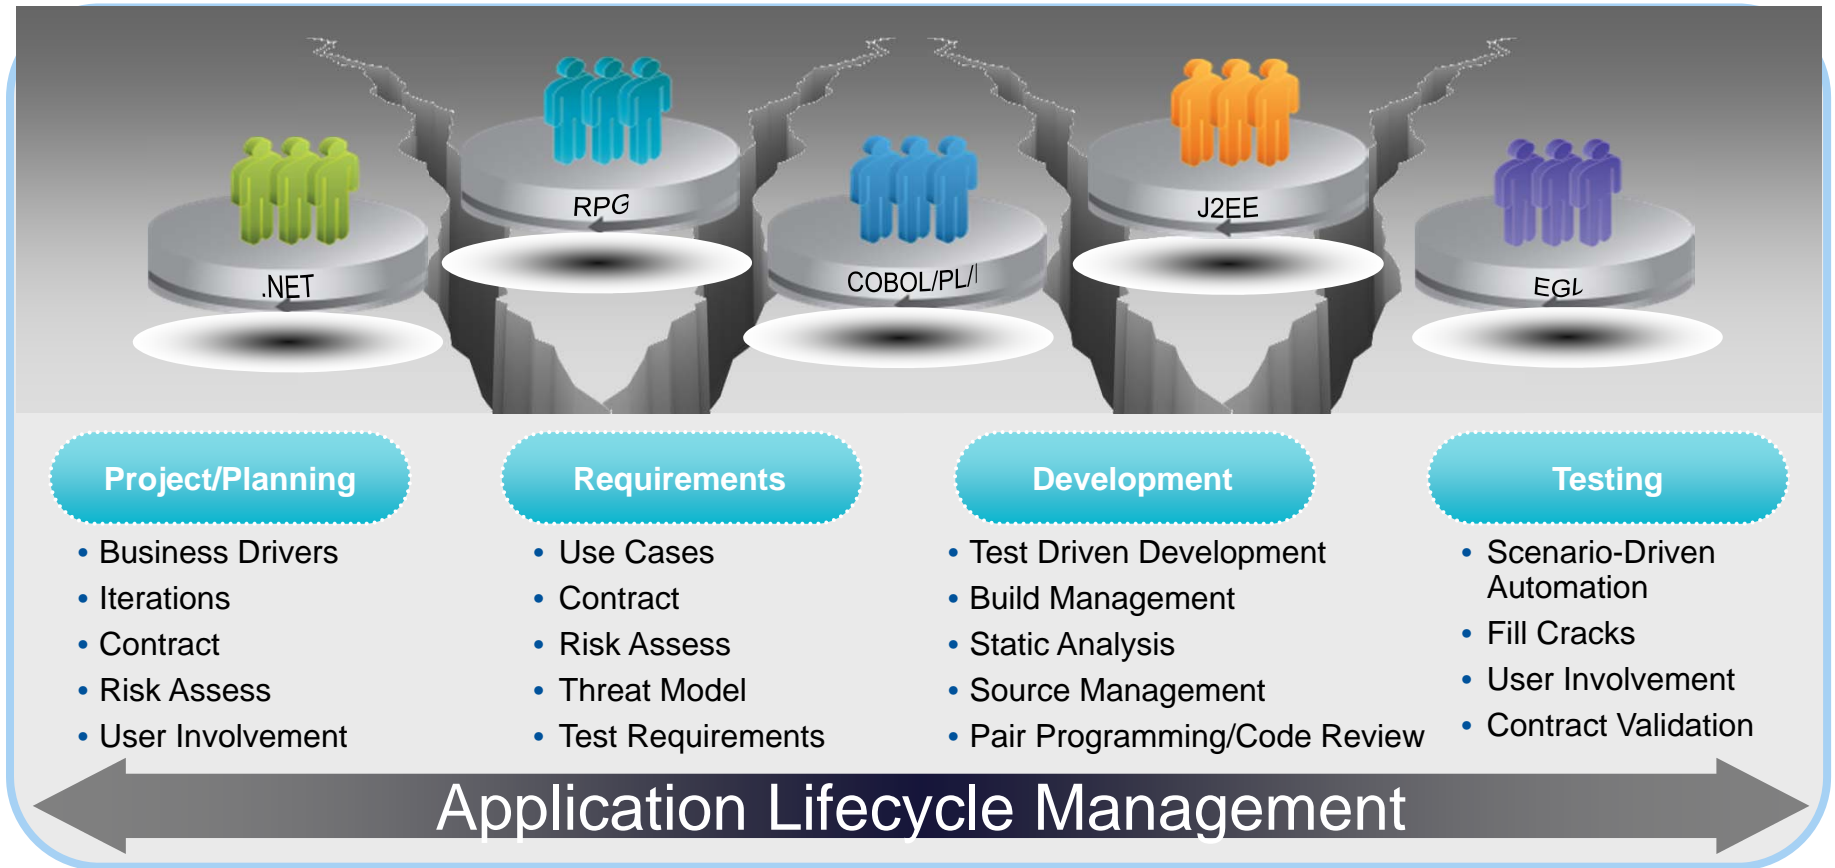 .NET
RPG
COBOL/PL/I
J2EE
EGL
Project/Planning
• Business Drivers
• Iterations
• Contract
• Risk Assess
• User Involvement
Requirements
• Use Cases
• Contract
• Risk Assess
• Threat Model
• Test Requirements
Development
• Test Driven Development
• Build Management
• Static Analysis
• Source Management
• Pair Programming/Code Review
Testing
• Scenario-Driven
Automation
• Fill Cracks
• User Involvement
• Contract Validation
Application Lifecycle Management